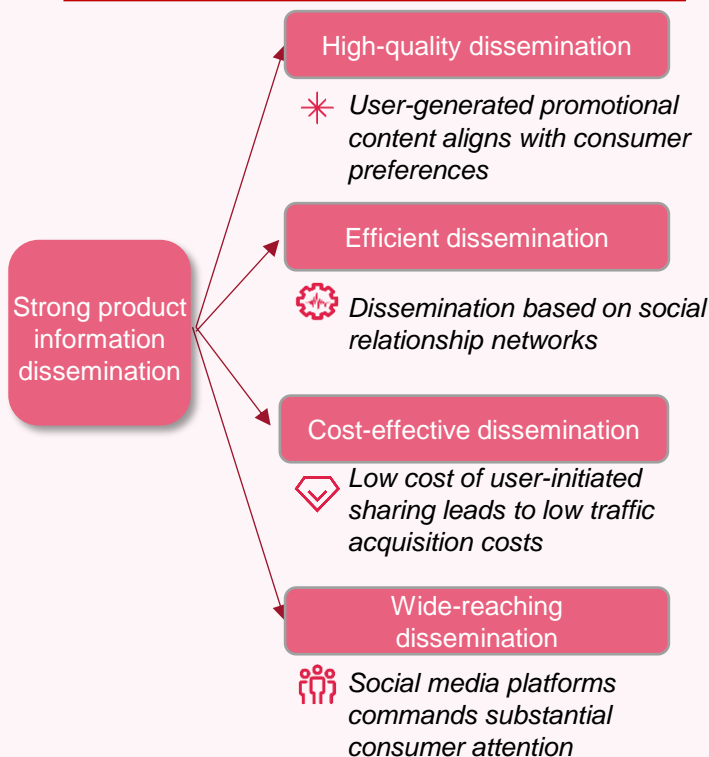 High-quality dissemination
User-generated promotional
content aligns with consumer
preferences
Efficient dissemination
Strong product
information
dissemination
Dissemination based on social
relationship networks
Cost-effective dissemination
Low cost of user-initiated
sharing leads to low traffic
acquisition costs
Wide-reaching
dissemination
Social media platforms
commands substantial
consumer attention